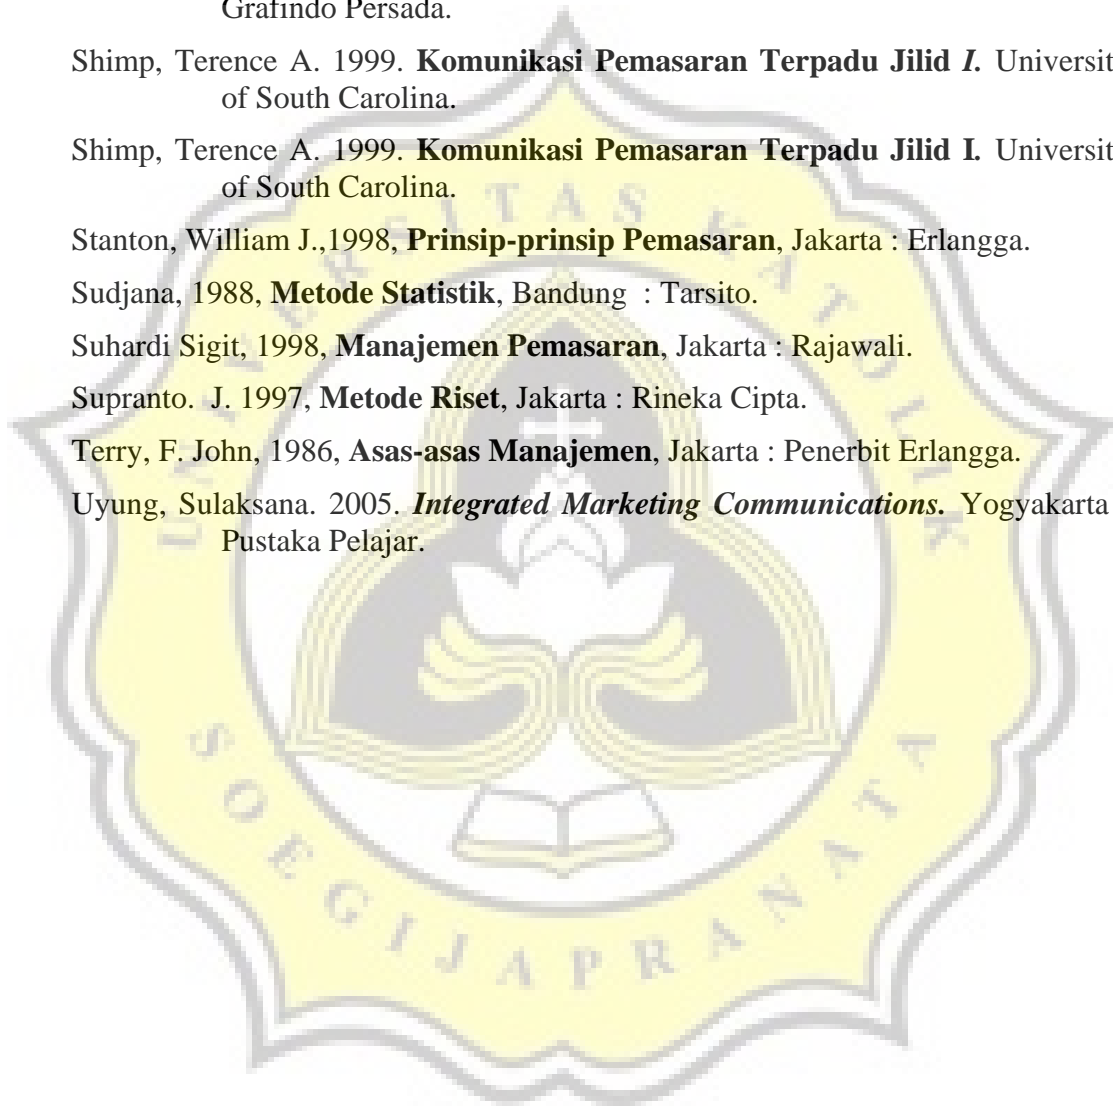 Grafindo Persada.
Shimp, Terence A. 1999. Komunikasi Pemasaran Terpadu Jilid I. Universit
of South Carolina.
Shimp, Terence A. 1999. Komunikasi Pemasaran Terpadu Jilid I. Universit
of South Carolina.
Stanton, William J.,1998, Prinsip-prinsip Pemasaran, Jakarta : Erlangga.
Sudjana, 1988, Metode Statistik, Bandung : Tarsito.
Suhardi Sigit, 1998, Manajemen Pemasaran, Jakarta : Rajawali.
Supranto. J. 1997, Metode Riset, Jakarta : Rineka Cipta.
Terry, F. John, 1986, Asas-asas Manajemen, Jakarta : Penerbit Erlangga.
Uyung, Sulaksana. 2005. Integrated Marketing Communications. Yogyakarta
Pustaka Pelajar.
UNIVERSITAS KATOLIK
SOEGIJAPRANATA